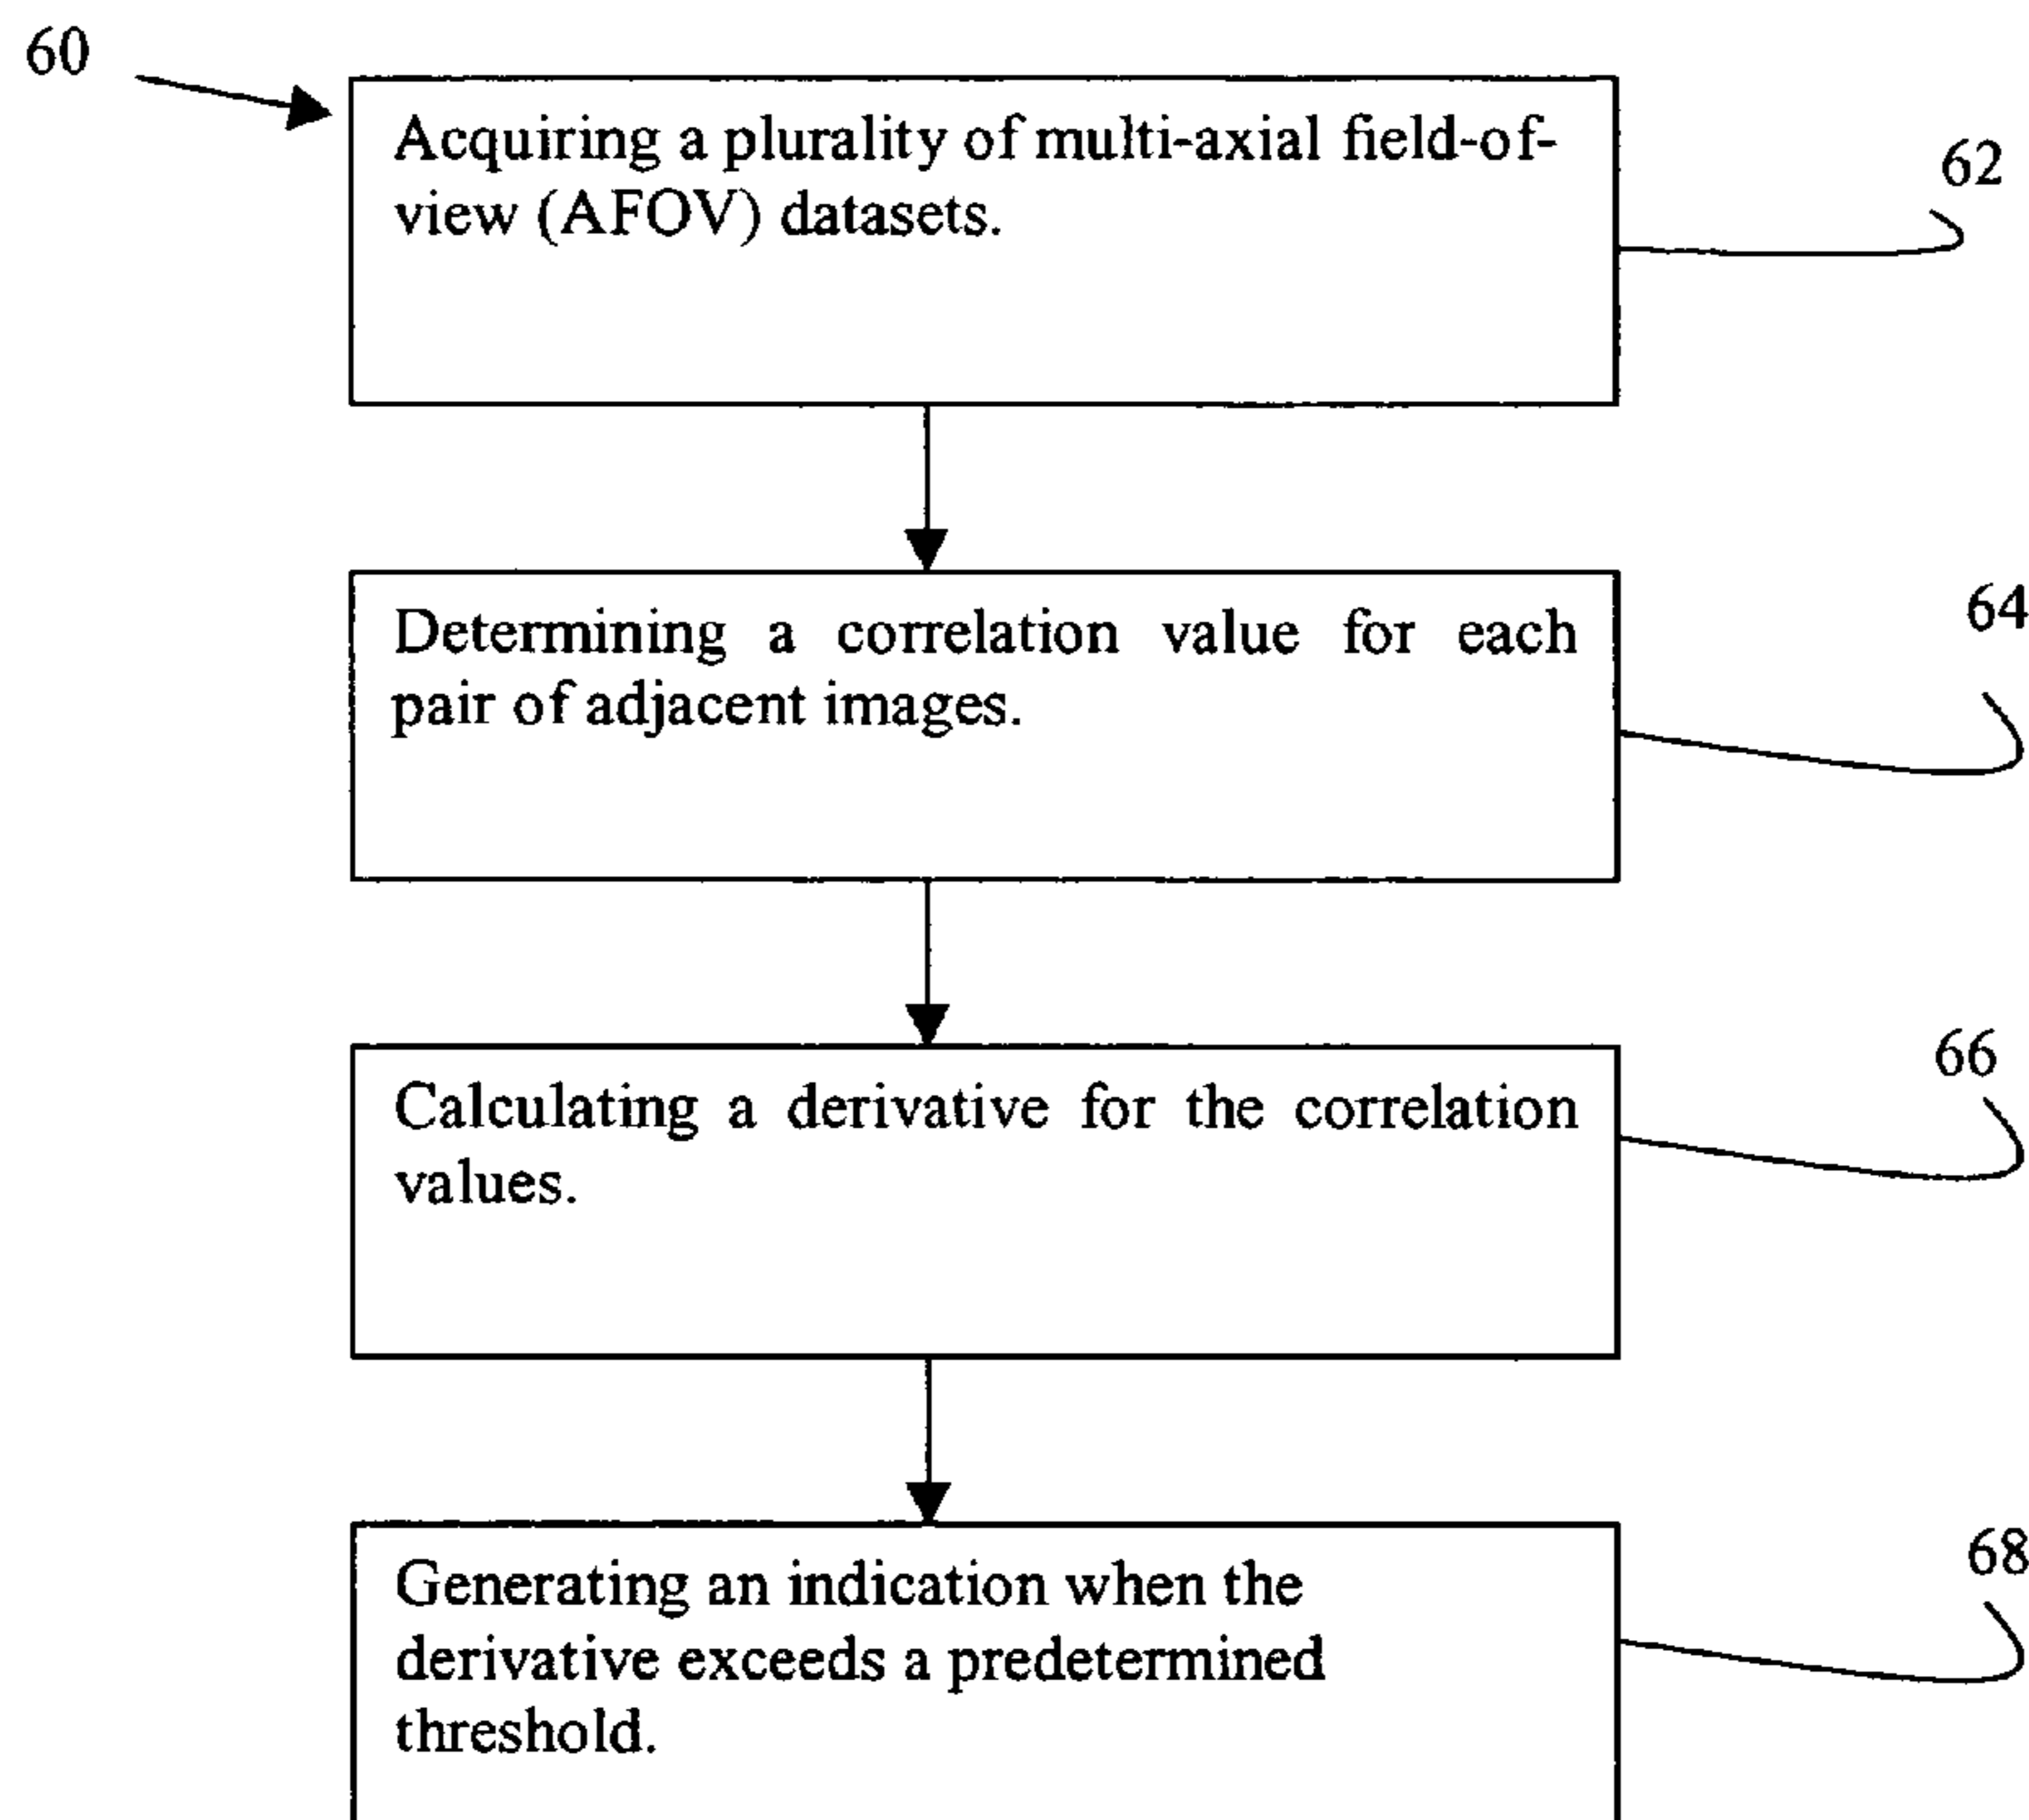 60
Acquiring a plurality of multi-axial field-of-
view (AFOV) datasets.
62
Determining a correlation value for each
pair of adjacent images.
64
Calculating a derivative for the correlation
values.
66
Generating an indication when the
derivative exceeds a predetermined
threshold.
68